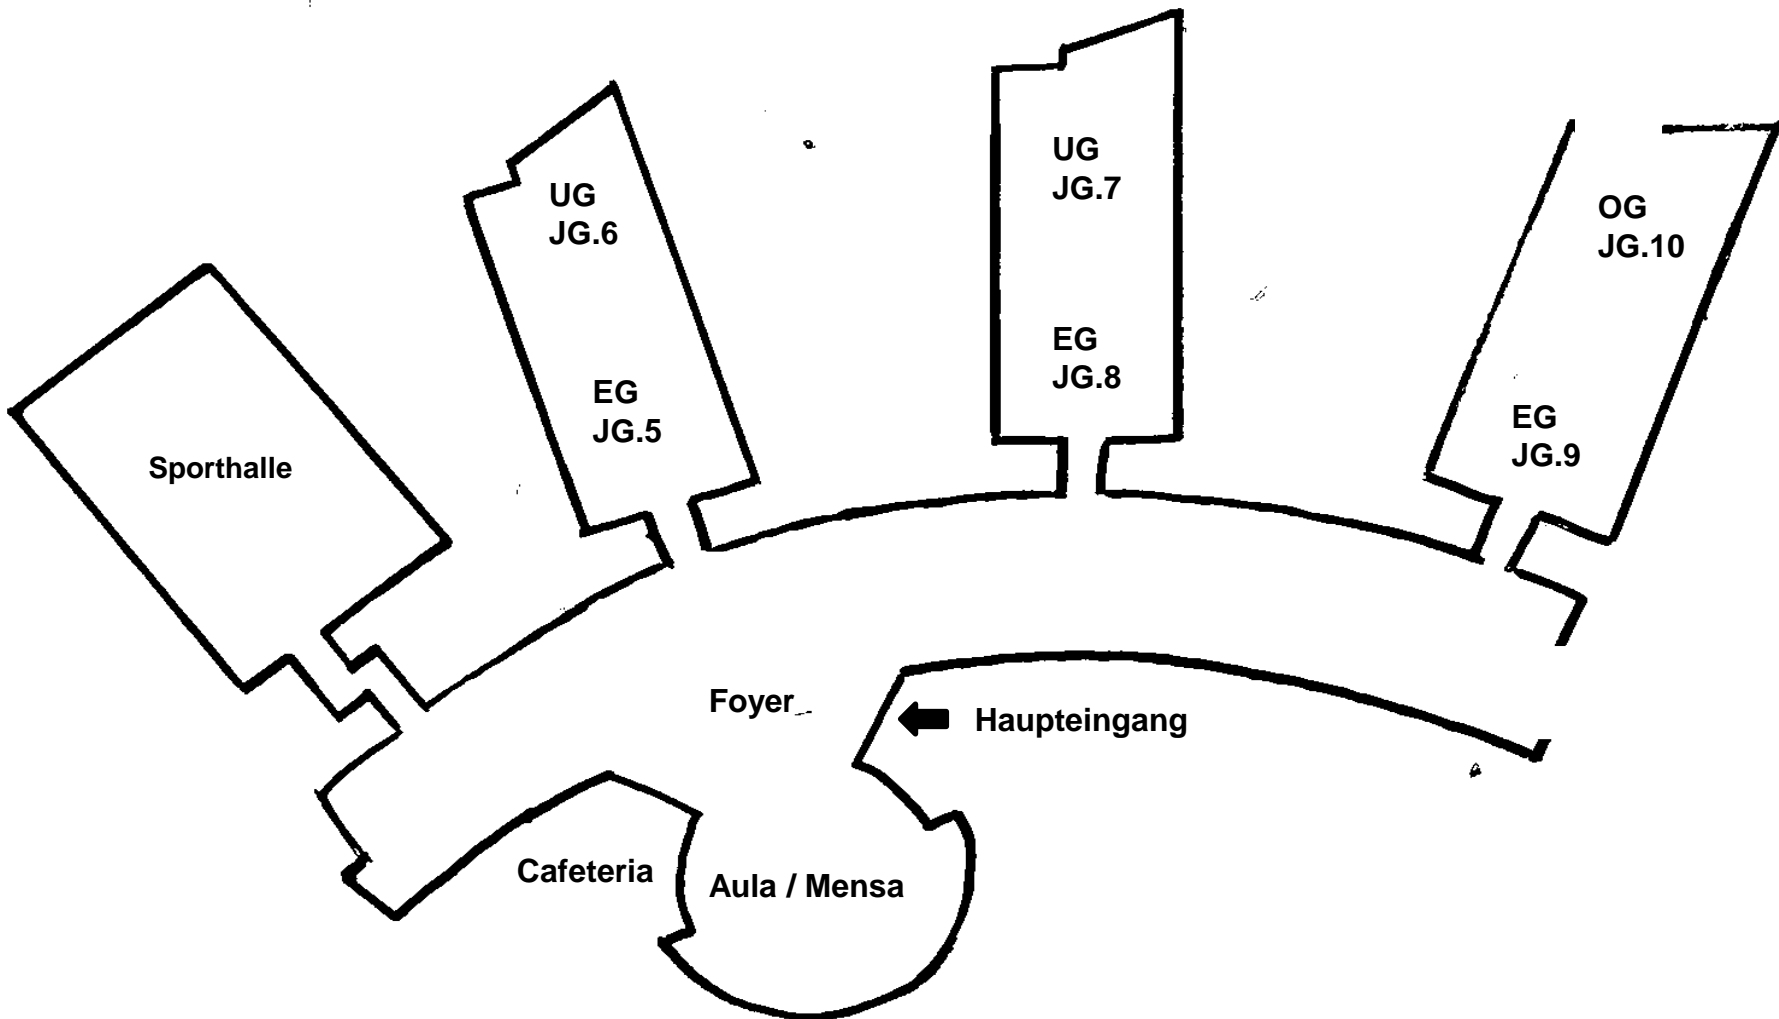 UG
JG.7
UG
JG.6
OG
JG.10
EG
JG.8
EG
JG.5
EG
JG.9
Sporthalle
Foyer
Haupteingang
Cafeteria
Aula / Mensa